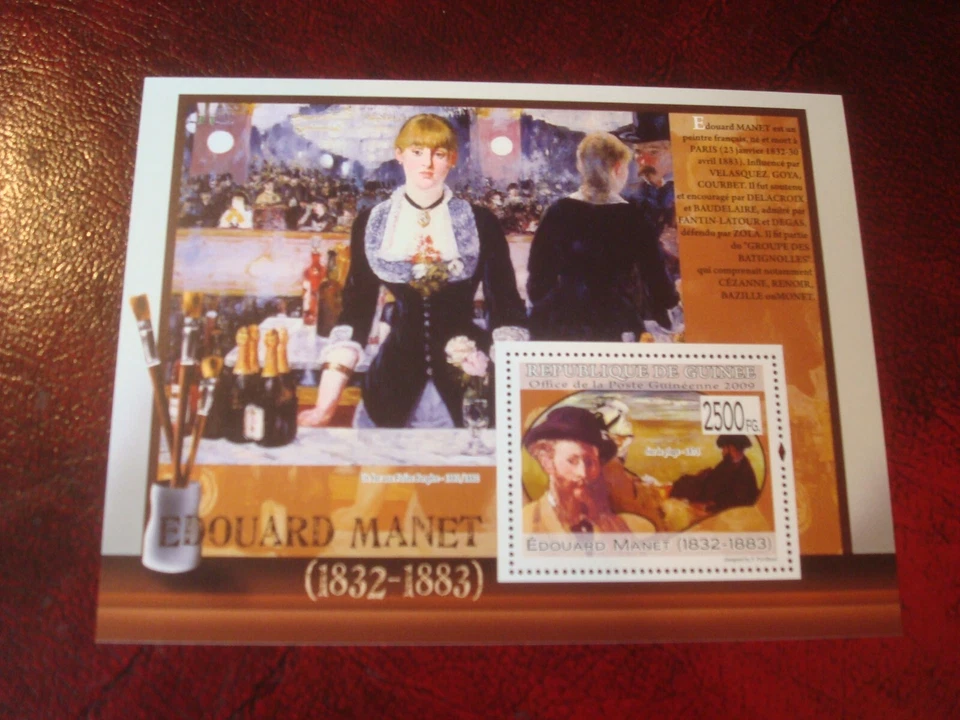 Edouard MANET est un
peintre français, né et mort à
PARIS (23 janvier 1832-30
avril 1883). Influencé par
VELASQUEZ, GOYA,
COURBET. Il fut soutenu
et encouragé par DELACROIX
et BAUDELAIRE, admiré par
FANTIN-LATOUR et DEGAS,
défendu par ZOLA. Il fit partie
du "GROUPE DES
BATIGNOLLES"
qui comprenait notamment
CÉZANNE, RENOIR,
BAZILLE ou MONET.
REPUBLIQUE DE GUINEE
Office de la Poste Guinéenne 2009
2500 FG.
ÉDOUARD MANET (1832-1883)
EDOUARD MANET
(1832-1883)